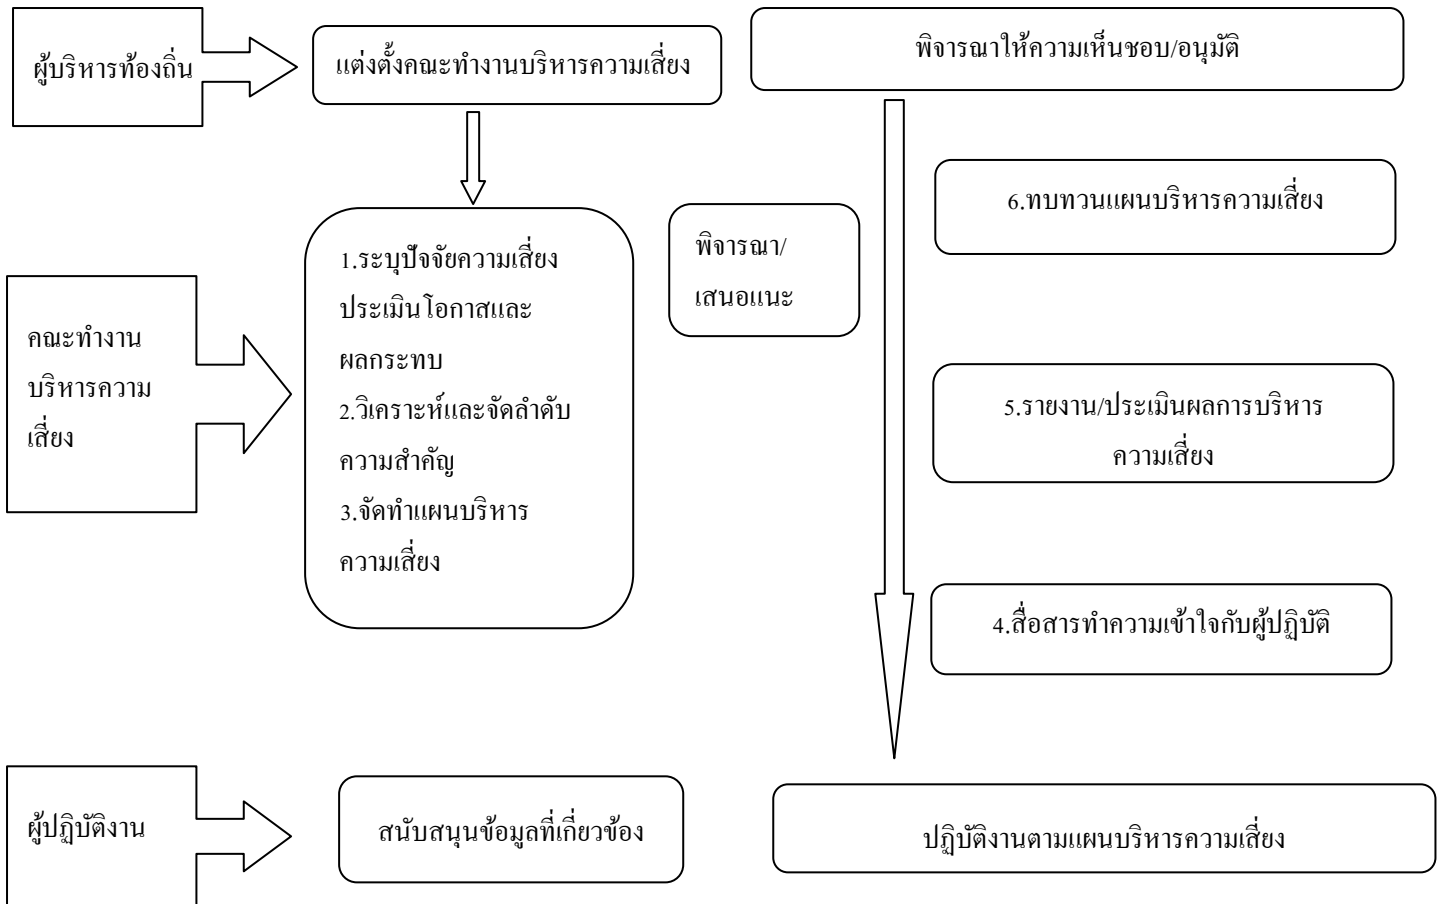 ผู้บริหารท้องถิ่น
แต่งตั้งคณะทำงานบริหารความเสี่ยง
พิจารณาให้ความเห็นชอบ/อนุมัติ
6.ทบทวนแผนบริหารความเสี่ยง
คณะทำงาน
บริหารความ
เสี่ยง
1.ระบุปัจจัยความเสี่ยง
ประเมินโอกาสและ
ผลกระทบ
2.วิเคราะห์และจัดลำดับ
ความสำคัญ
3.จัดทำแผนบริหาร
ความเสี่ยง
พิจารณา/
เสนอแนะ
5.รายงาน/ประเมินผลการบริหาร
ความเสี่ยง
4.สื่อสารทำความเข้าใจกับผู้ปฏิบัติ
ผู้ปฏิบัติงาน
สนับสนุนข้อมูลที่เกี่ยวข้อง
ปฏิบัติงานตามแผนบริหารความเสี่ยง